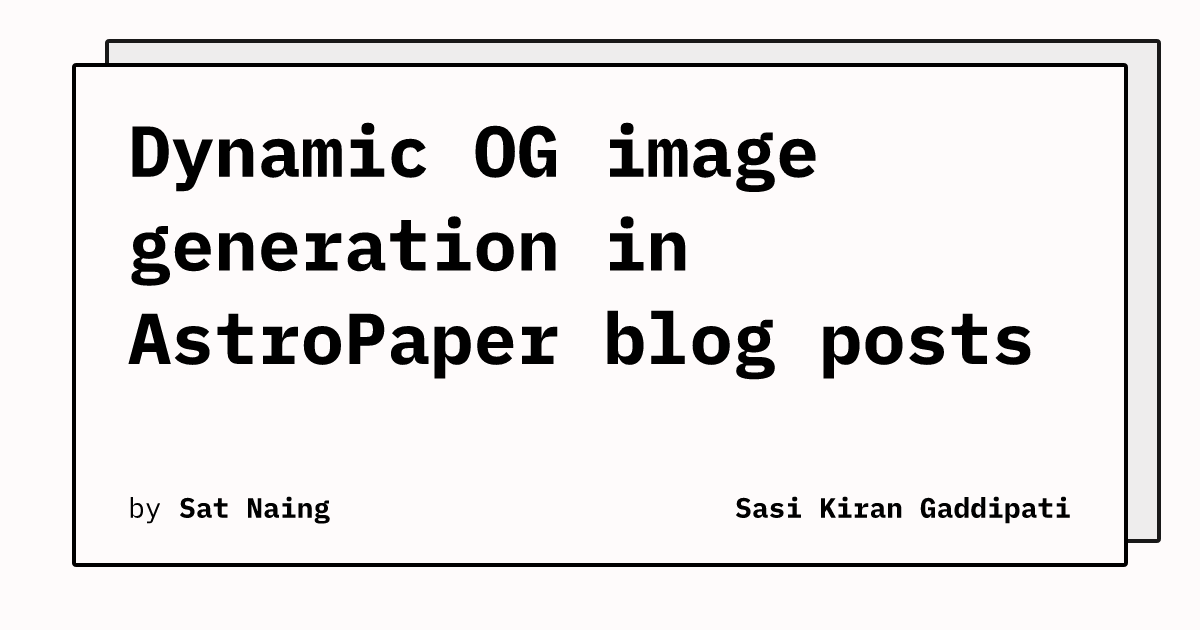 Dynamic OG image
generation in
AstroPaper blog posts
by Sat Naing
Sasi Kiran Gaddipati